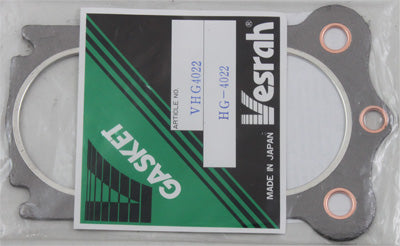 Vesrah®
MADE IN JAPAN
HG-4022
ARTICLE NO. VHG4022
GASKET